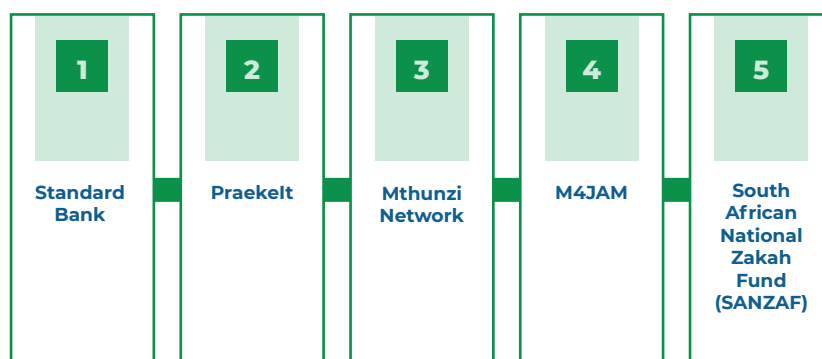 1
Standard
Bank
2
Praekelt
3
Mthunzi
Network
4
M4JAM
5
South
African
National
Zakah
Fund
(SANZAF)